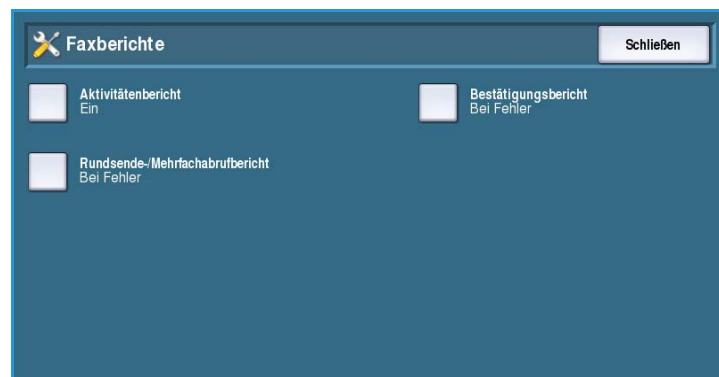 Faxberichte
Schließen
Aktivitätenbericht
Ein
Bestätigungsbericht
Bei Fehler
Rundsende-/Mehrfachabrufbericht
Bei Fehler